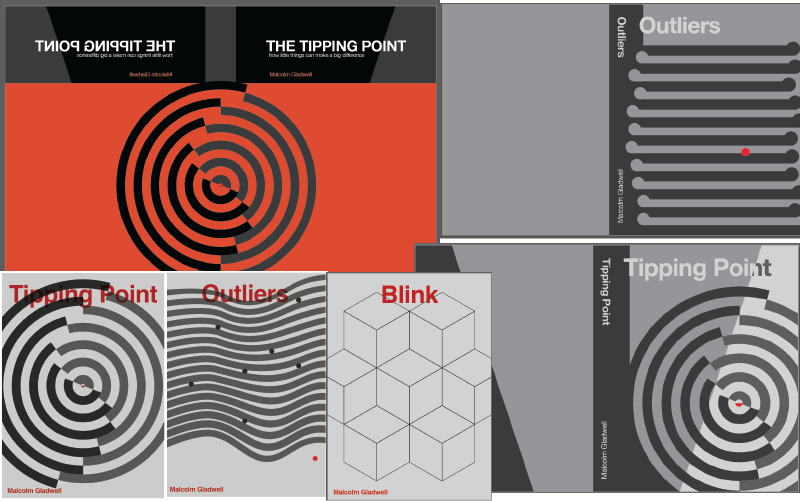 THE TIPPING POINT
how little things can make a big difference
Malcolm Gladwell
THE TIPPING POINT
how little things can make a big difference
Malcolm Gladwell
Outliers
Malcolm Gladwell
Outliers
Tipping Point
Malcolm Gladwell
Outliers
Malcolm Gladwell
Blink
Malcolm Gladwell
Tipping Point
Malcolm Gladwell
Tipping Point